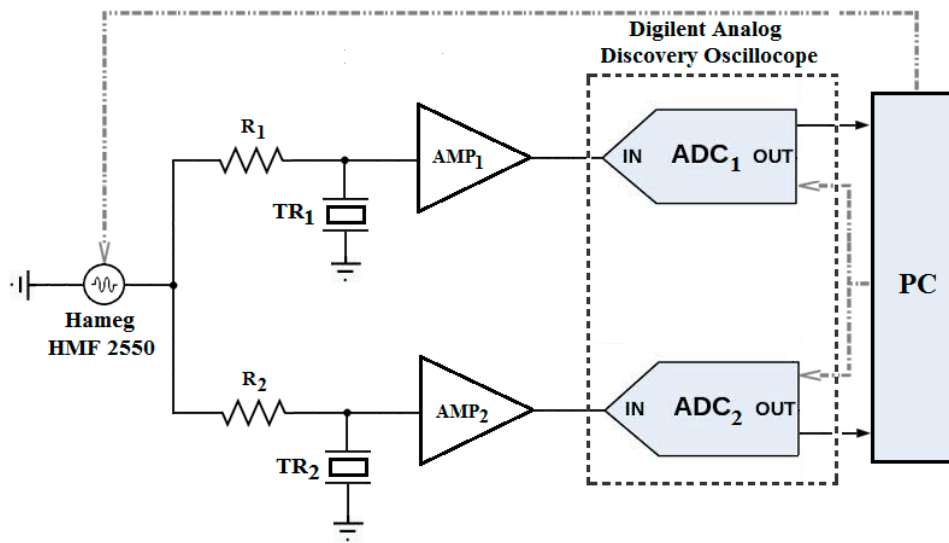 Digilent Analog
Discovery Oscillocope
R1
AMP1
IN ADC1 OUT
TR1
PC
Hameg
HMF 2550
R2
AMP2
IN ADC2 OUT
TR2